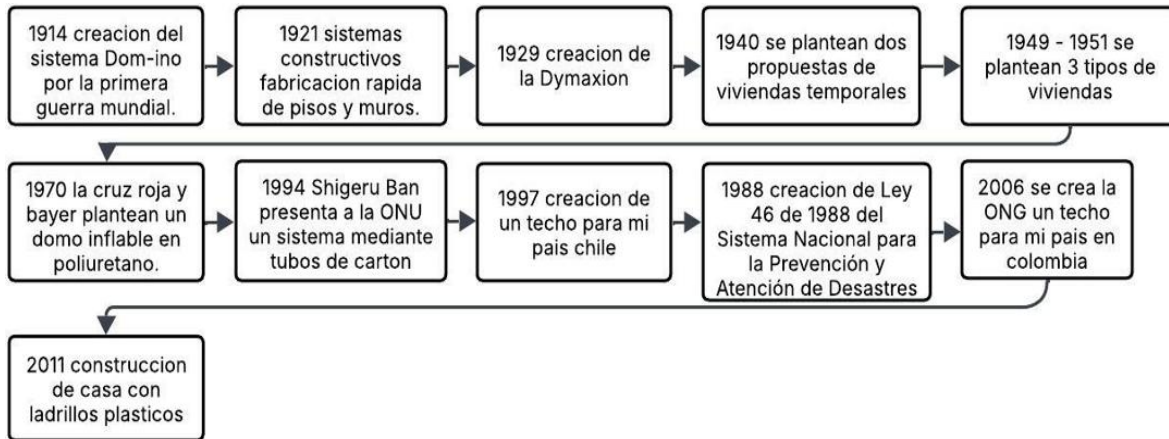 1914 creacion del
sistema Dom-ino
por la primera
guerra mundial.
1921 sistemas
constructivos
fabricacion rapida
de pisos y muros.
1929 creacion de
la Dymaxion
1940 se plantean dos
propuestas de
viviendas temporales
1949 - 1951 se
plantean 3 tipos de
viviendas
1970 la cruz roja y
bayer plantean un
domo inflable en
poliuretano.
1994 Shigeru Ban
presenta a la ONU
un sistema mediante
tubos de carton
1997 creacion de
un techo para mi
pais chile
1988 creacion de Ley
46 de 1988 del
Sistema Nacional para
la Prevención y
Atención de Desastres
2006 se crea la
ONG un techo
para mi pais en
colombia
2011 construccion
de casa con
ladrillos plasticos